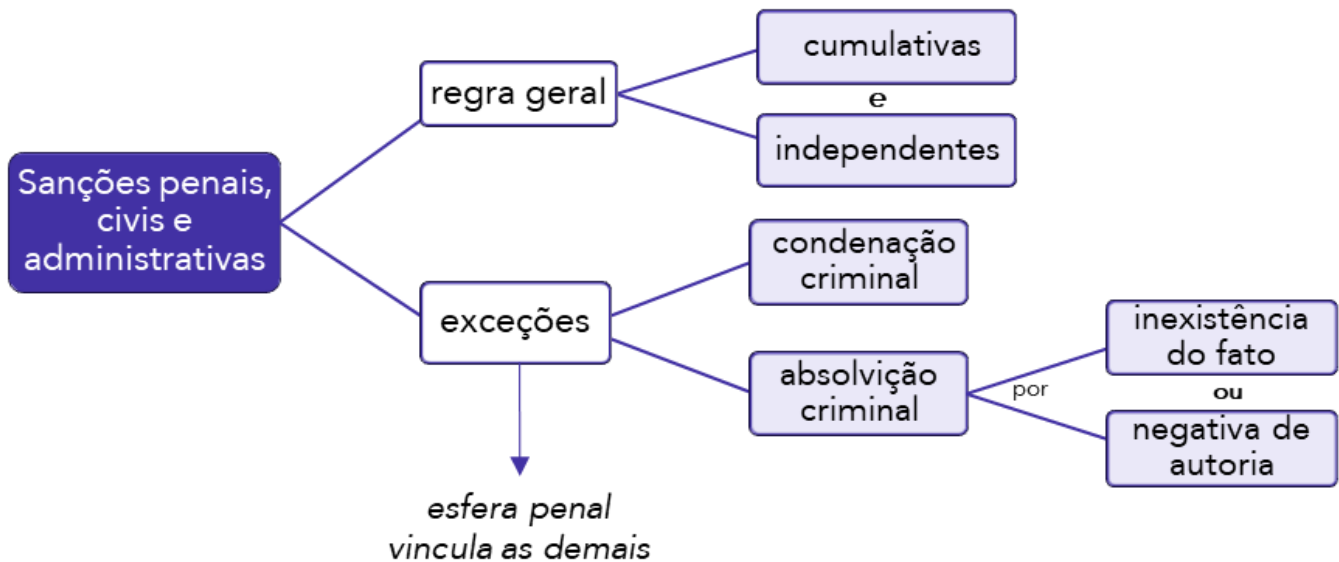 Sanções penais,
civis e
administrativas
regra geral
cumulativas
e
independentes
exceções
condenação
criminal
absolvição
criminal
por
inexistência
do fato
ou
negativa de
autoria
esfera penal
vincula as demais